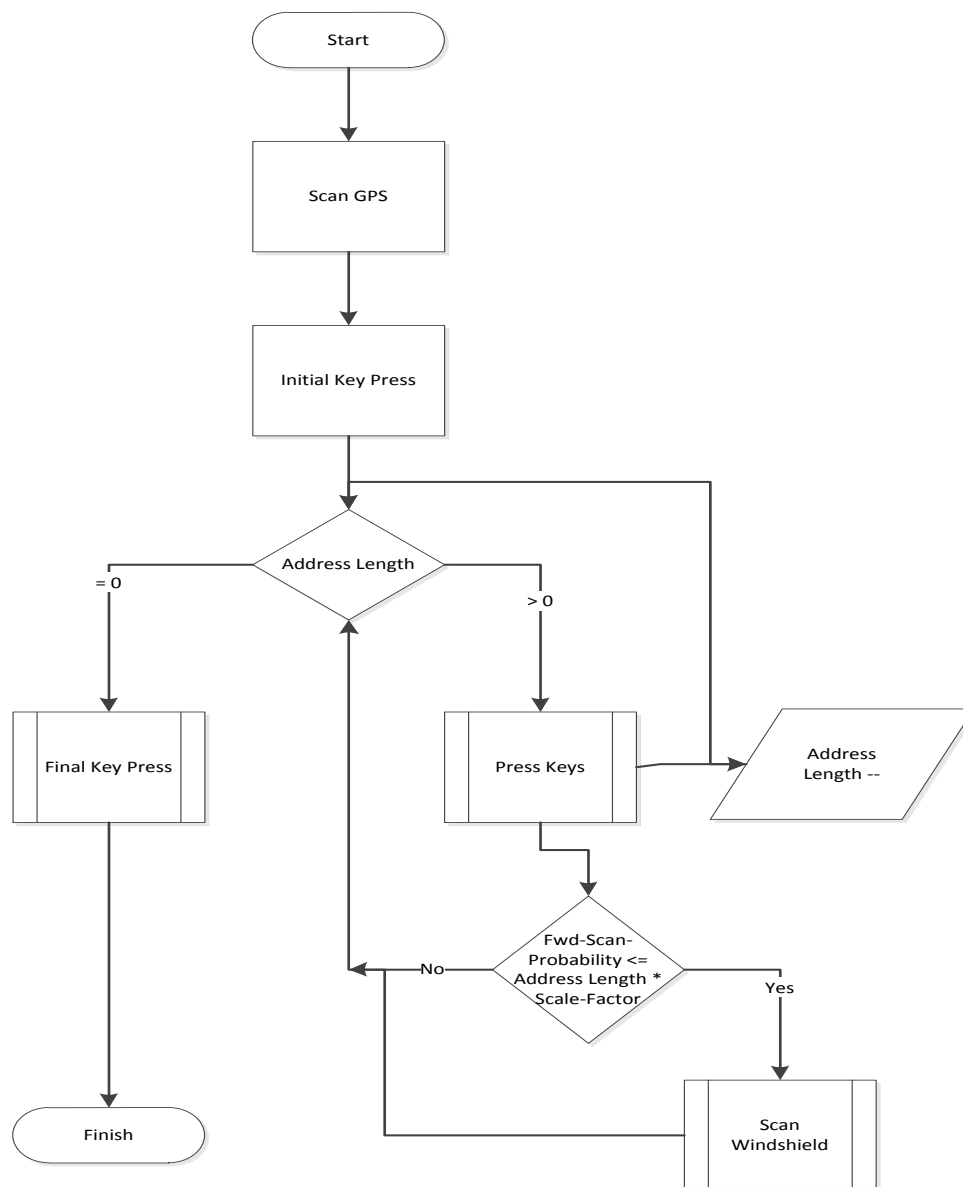 Start
Scan GPS
Initial Key Press
Address Length
= 0
> 0
Final Key Press
Press Keys
Address
Length --
Fwd-Scan-
Probability <=
Address Length *
Scale-Factor
No
Yes
Finish
Scan
Windshield